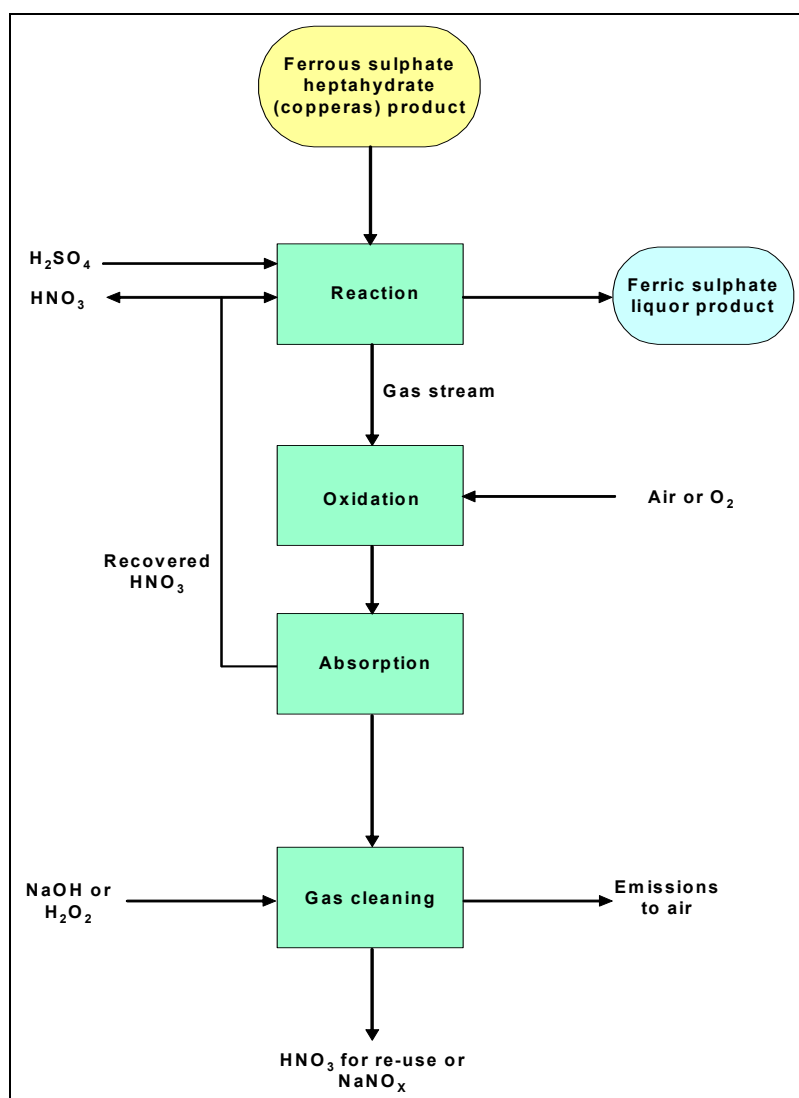 Ferrous sulphate
heptahydrate
(copperas) product
H₂SO₄
HNO₃
Reaction
Ferric sulphate
liquor product
Gas stream
Oxidation
Air or O₂
Recovered
HNO₃
Absorption
NaOH or
H₂O₂
Gas cleaning
Emissions
to air
HNO₃ for re-use or
NaNOₓ